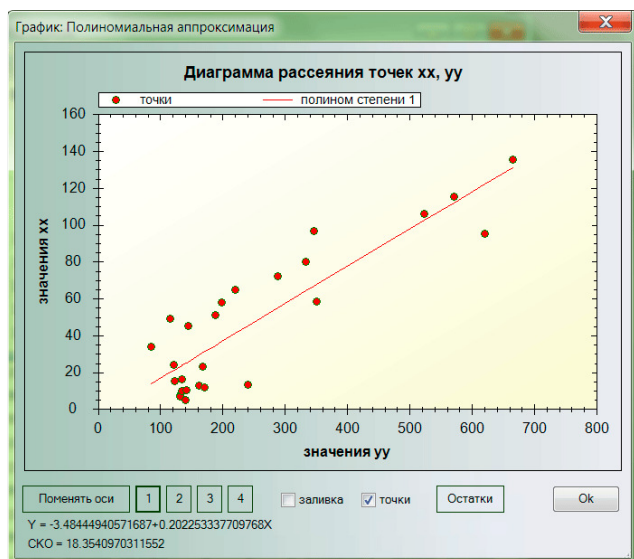 График: Полиномиальная аппроксимация
X
Диаграмма рассеяния точек xx, yy
точки полином степени 1
160
140
120
100
80
60
40
20
0
значения xx
0 100 200 300 400 500 600 700 800
значения yy
Поменять оси 1 2 3 4 заливка точки Остатки Ok
Y = -3.48444940571687+0.202253337709768X
СКО = 18.3540970311552